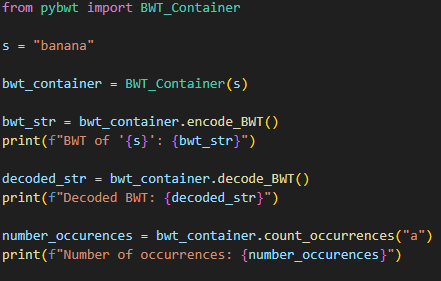 from pybwt import BWT_Container
s = "banana"
bwt_container = BWT_Container(s)
bwt_str = bwt_container.encode_BWT()
print(f"BWT of '{s}': {bwt_str}")
decoded_str = bwt_container.decode_BWT()
print(f"Decoded BWT: {decoded_str}")
number_occurences = bwt_container.count_occurrences("a")
print(f"Number of occurrences: {number_occurences}")